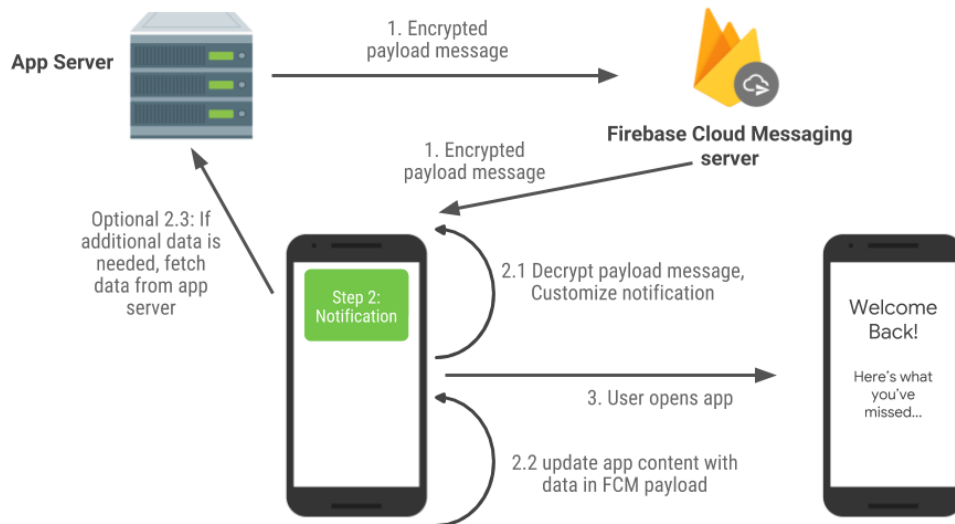 1. Encrypted
payload message
App Server
Firebase Cloud Messaging
server
1. Encrypted
payload message
Optional 2.3: If
additional data is
needed, fetch
data from app
server
Step 2:
Notification
2.1 Decrypt payload message,
Customize notification
Welcome
Back!
Here's what
you've
missed...
3. User opens app
2.2 update app content with
data in FCM payload